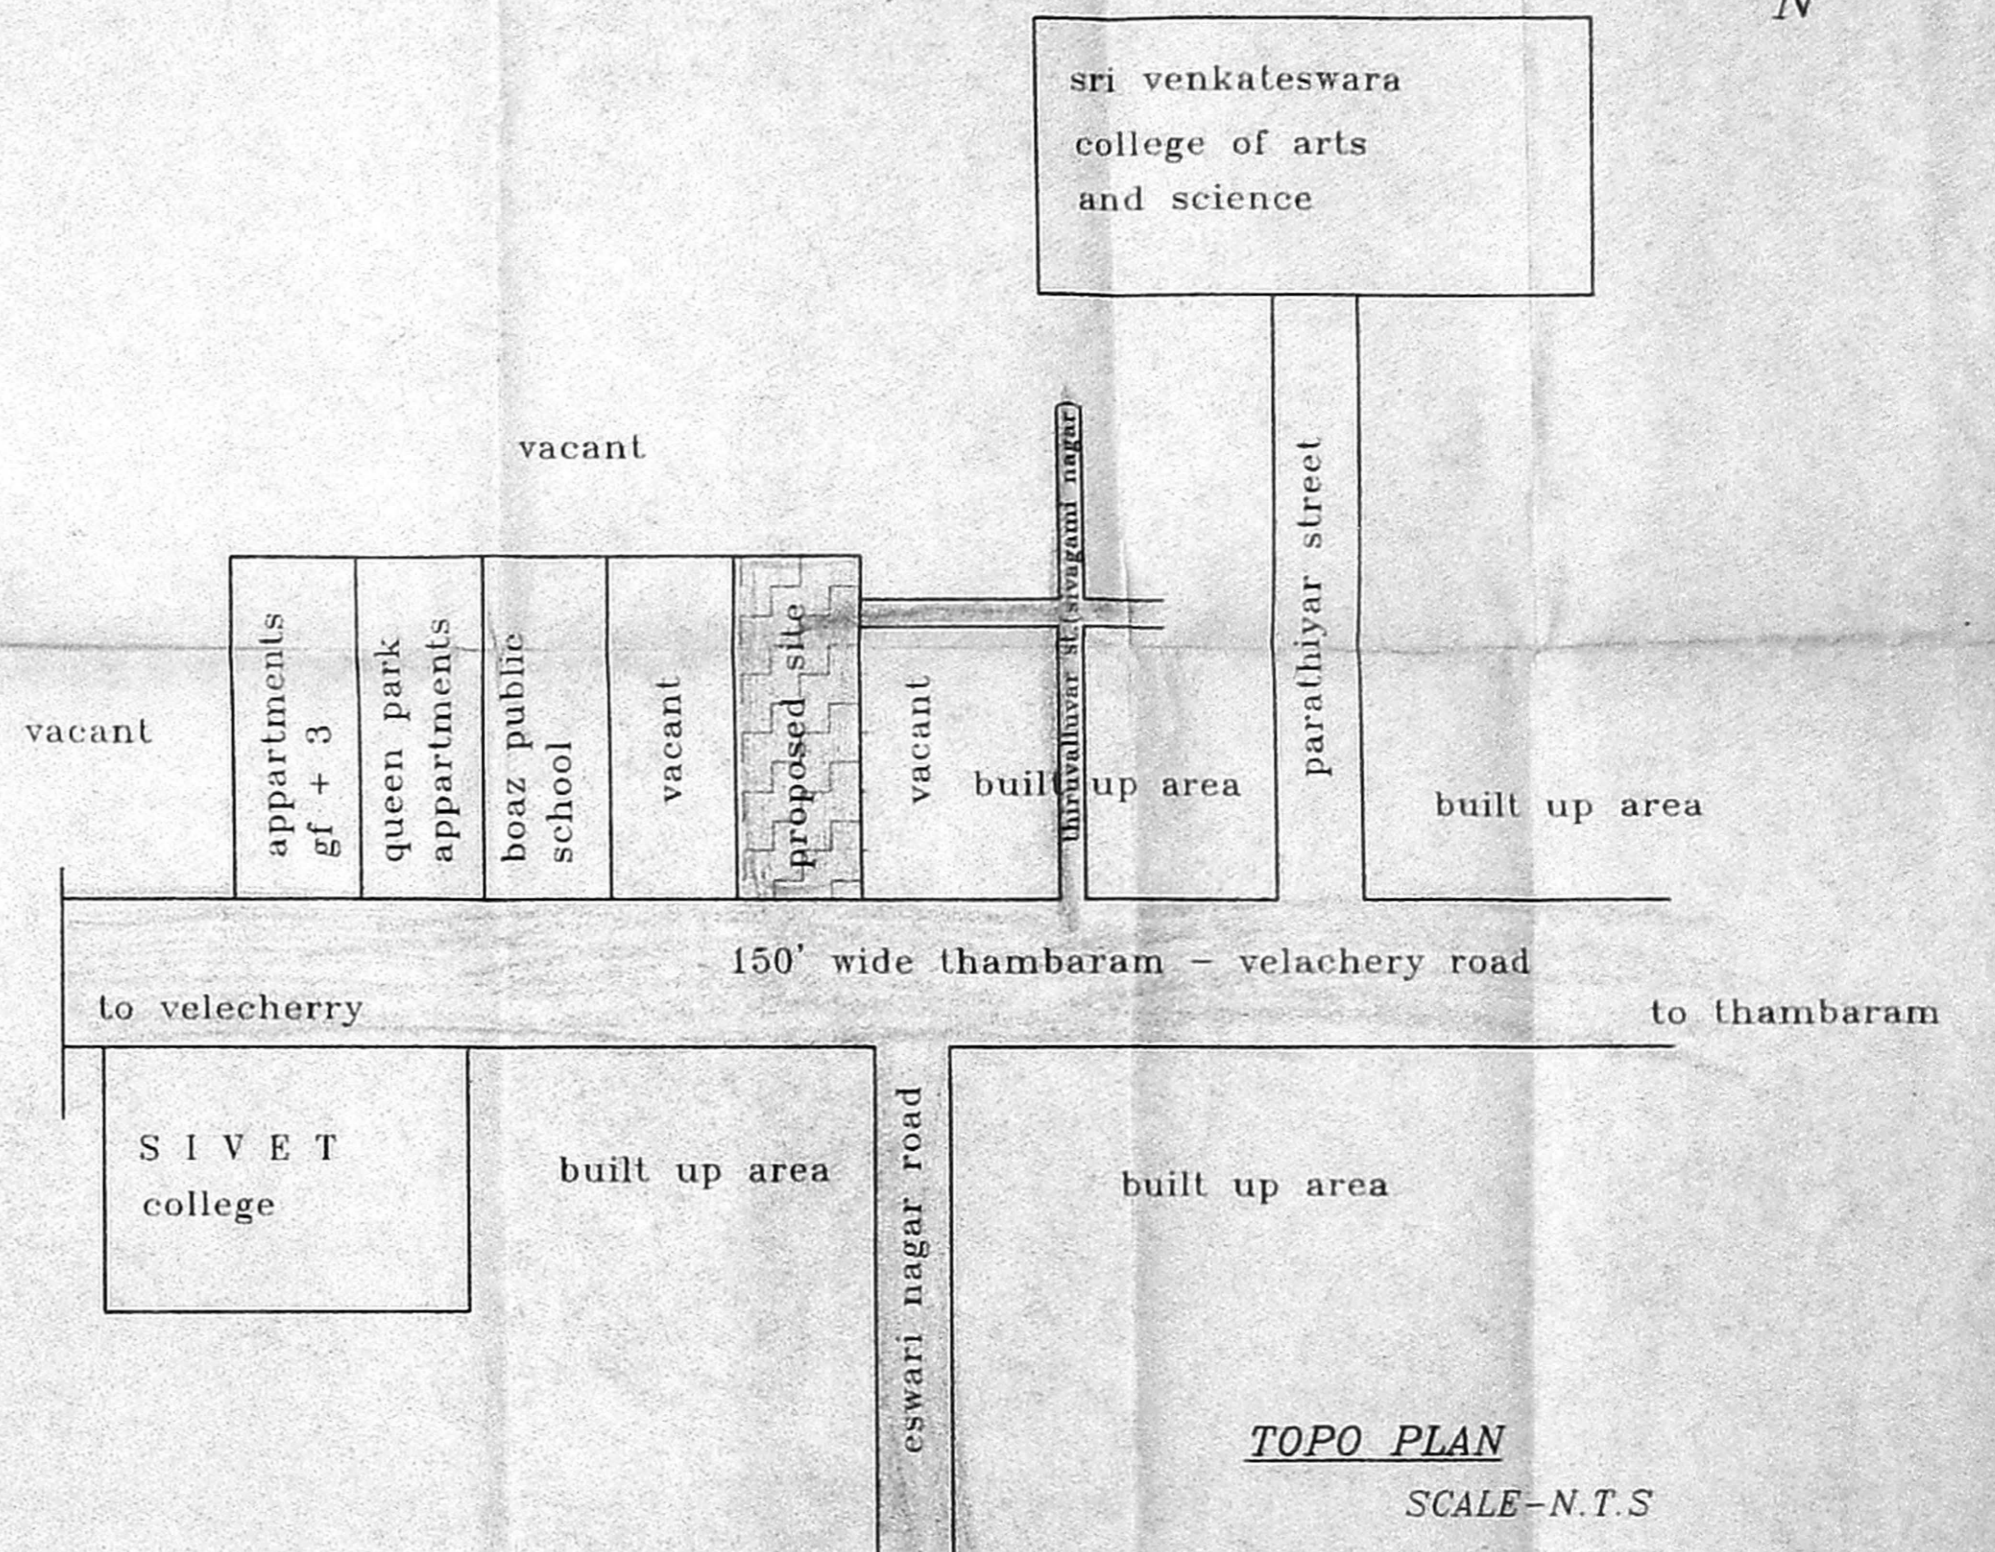 N
sri venkateswara
college of arts
and science
vacant
vacant
appartments
gf + 3
queen park
appartments
boaz public
school
vacant
proposed site
vacant
thiruvalluvar st.(sivagami nagar)
built up area
parathiyar street
built up area
150' wide thambaram - velachery road
to velecherry
to thambaram
S I V E T
college
built up area
eswari nagar road
built up area
TOPO PLAN
SCALE-N.T.S